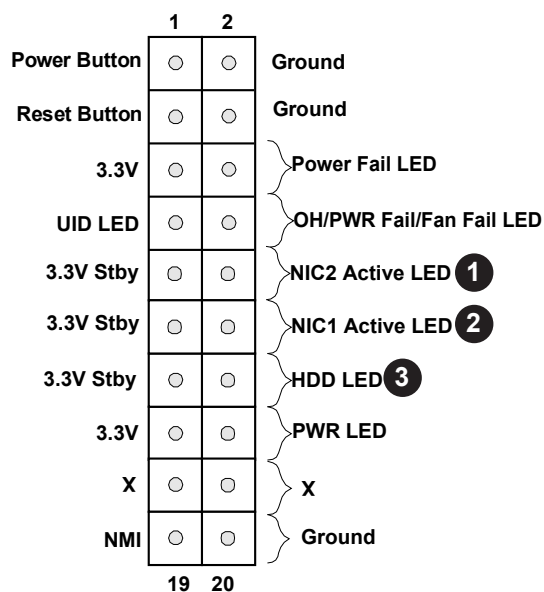 1 2
Power Button Ground
Reset Button Ground
3.3V Power Fail LED
UID LED OH/PWR Fail/Fan Fail LED
3.3V Stby NIC2 Active LED 1
3.3V Stby NIC1 Active LED 2
3.3V Stby HDD LED 3
3.3V PWR LED
X X
NMI Ground
19 20